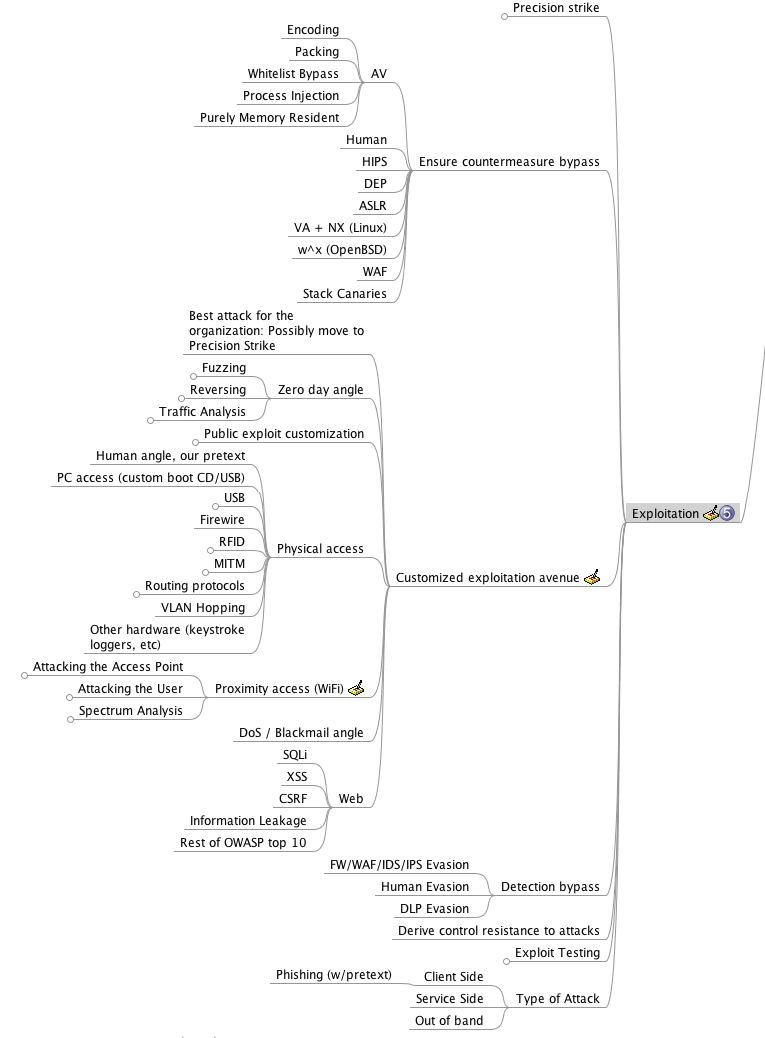 Precision strike
Encoding
Packing
Whitelist Bypass
AV
Process Injection
Purely Memory Resident
Human
HIPS
Ensure countermeasure bypass
DEP
ASLR
VA + NX (Linux)
w^x (OpenBSD)
WAF
Stack Canaries
Best attack for the
organization: Possibly move to
Precision Strike
Fuzzing
Reversing
Zero day angle
Traffic Analysis
Public exploit customization
Human angle, our pretext
PC access (custom boot CD/USB)
USB
Firewire
RFID
Physical access
MITM
Routing protocols
VLAN Hopping
Other hardware (keystroke
loggers, etc)
Exploitation 5
Customized exploitation avenue
Attacking the Access Point
Attacking the User
Proximity access (WiFi)
Spectrum Analysis
DoS / Blackmail angle
SQLi
XSS
CSRF
Web
Information Leakage
Rest of OWASP top 10
FW/WAF/IDS/IPS Evasion
Human Evasion
Detection bypass
DLP Evasion
Derive control resistance to attacks
Exploit Testing
Phishing (w/pretext)
Client Side
Service Side
Type of Attack
Out of band